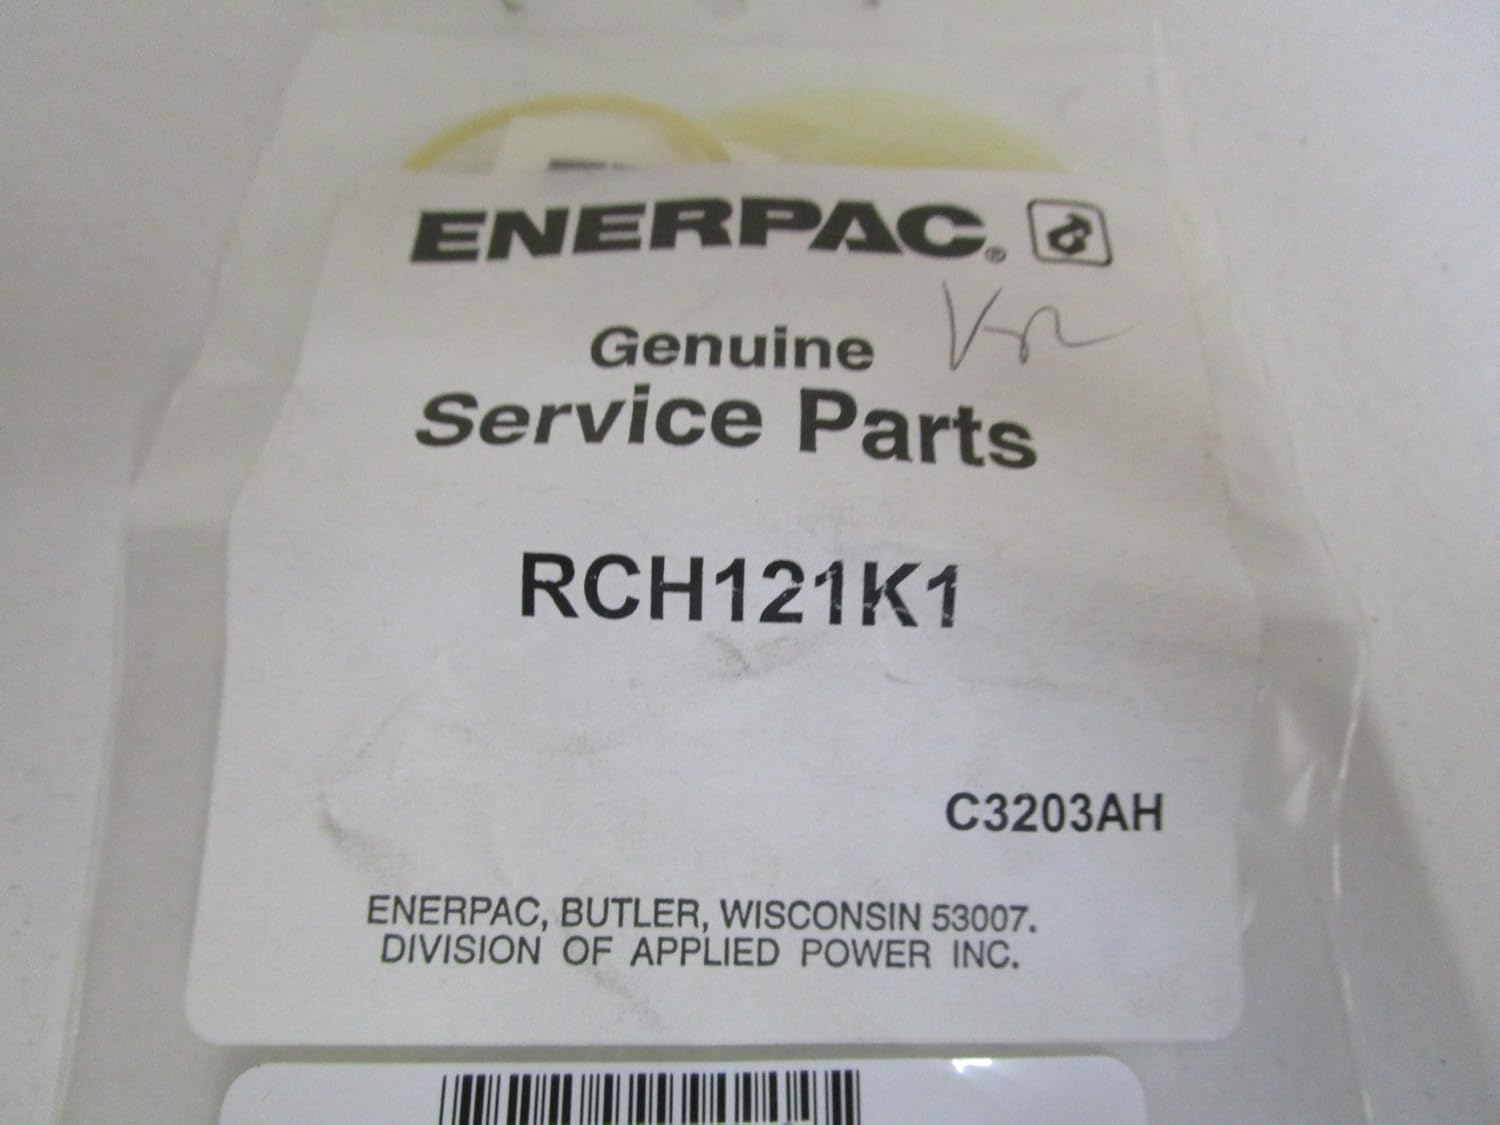 ENERPAC®
Genuine
Service Parts
RCH121K1
C3203AH
ENERPAC, BUTLER, WISCONSIN 53007.
DIVISION OF APPLIED POWER INC.